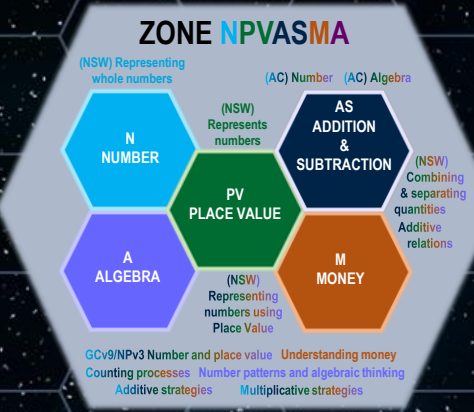 ZONE NPVASMA
(NSW) Representing
whole numbers
(AC) Number (AC) Algebra
(NSW)
Represents
numbers
N
NUMBER
AS
ADDITION
&
SUBTRACTION
(NSW)
Combining
& separating
quantities
Additive
relations
PV
PLACE VALUE
A
ALGEBRA
M
MONEY
(NSW)
Representing
numbers using
Place Value
GCv9/NPv3 Number and place value Understanding money
Counting processes Number patterns and algebraic thinking
Additive strategies Multiplicative strategies